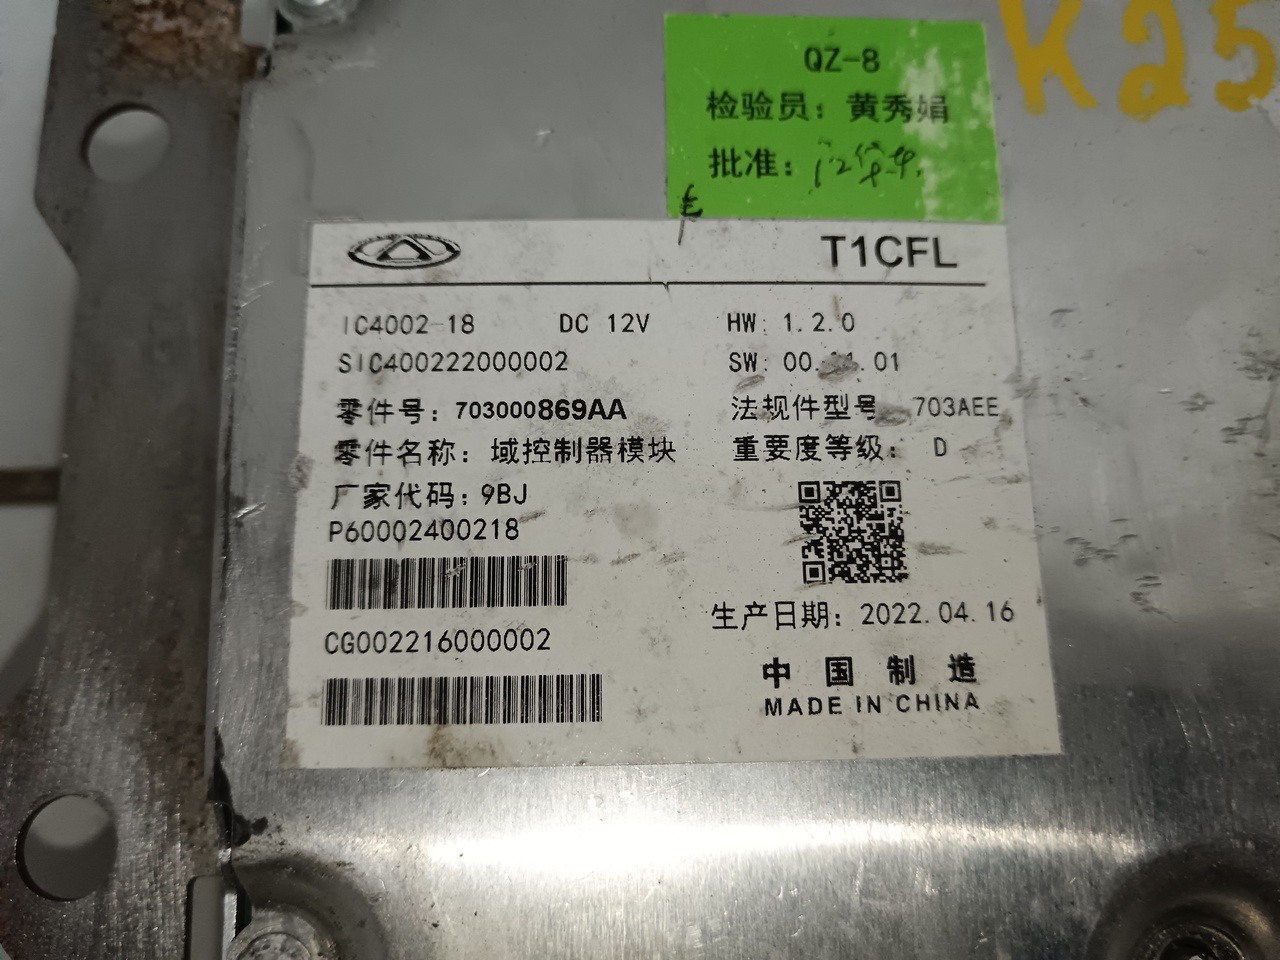 K25
QZ-8
检验员：黄秀娟
批准：
T1CFL
IC4002-18 DC 12V HW: 1.2.0
SIC400222000002 SW: 00. .01
零件号：703000869AA 法规件型号 703AEE
零件名称：域控制器模块 重要度等级： D
厂家代码：9BJ
P60002400218
生产日期：2022.04.16
CG002216000002
中国制造
MADE IN CHINA